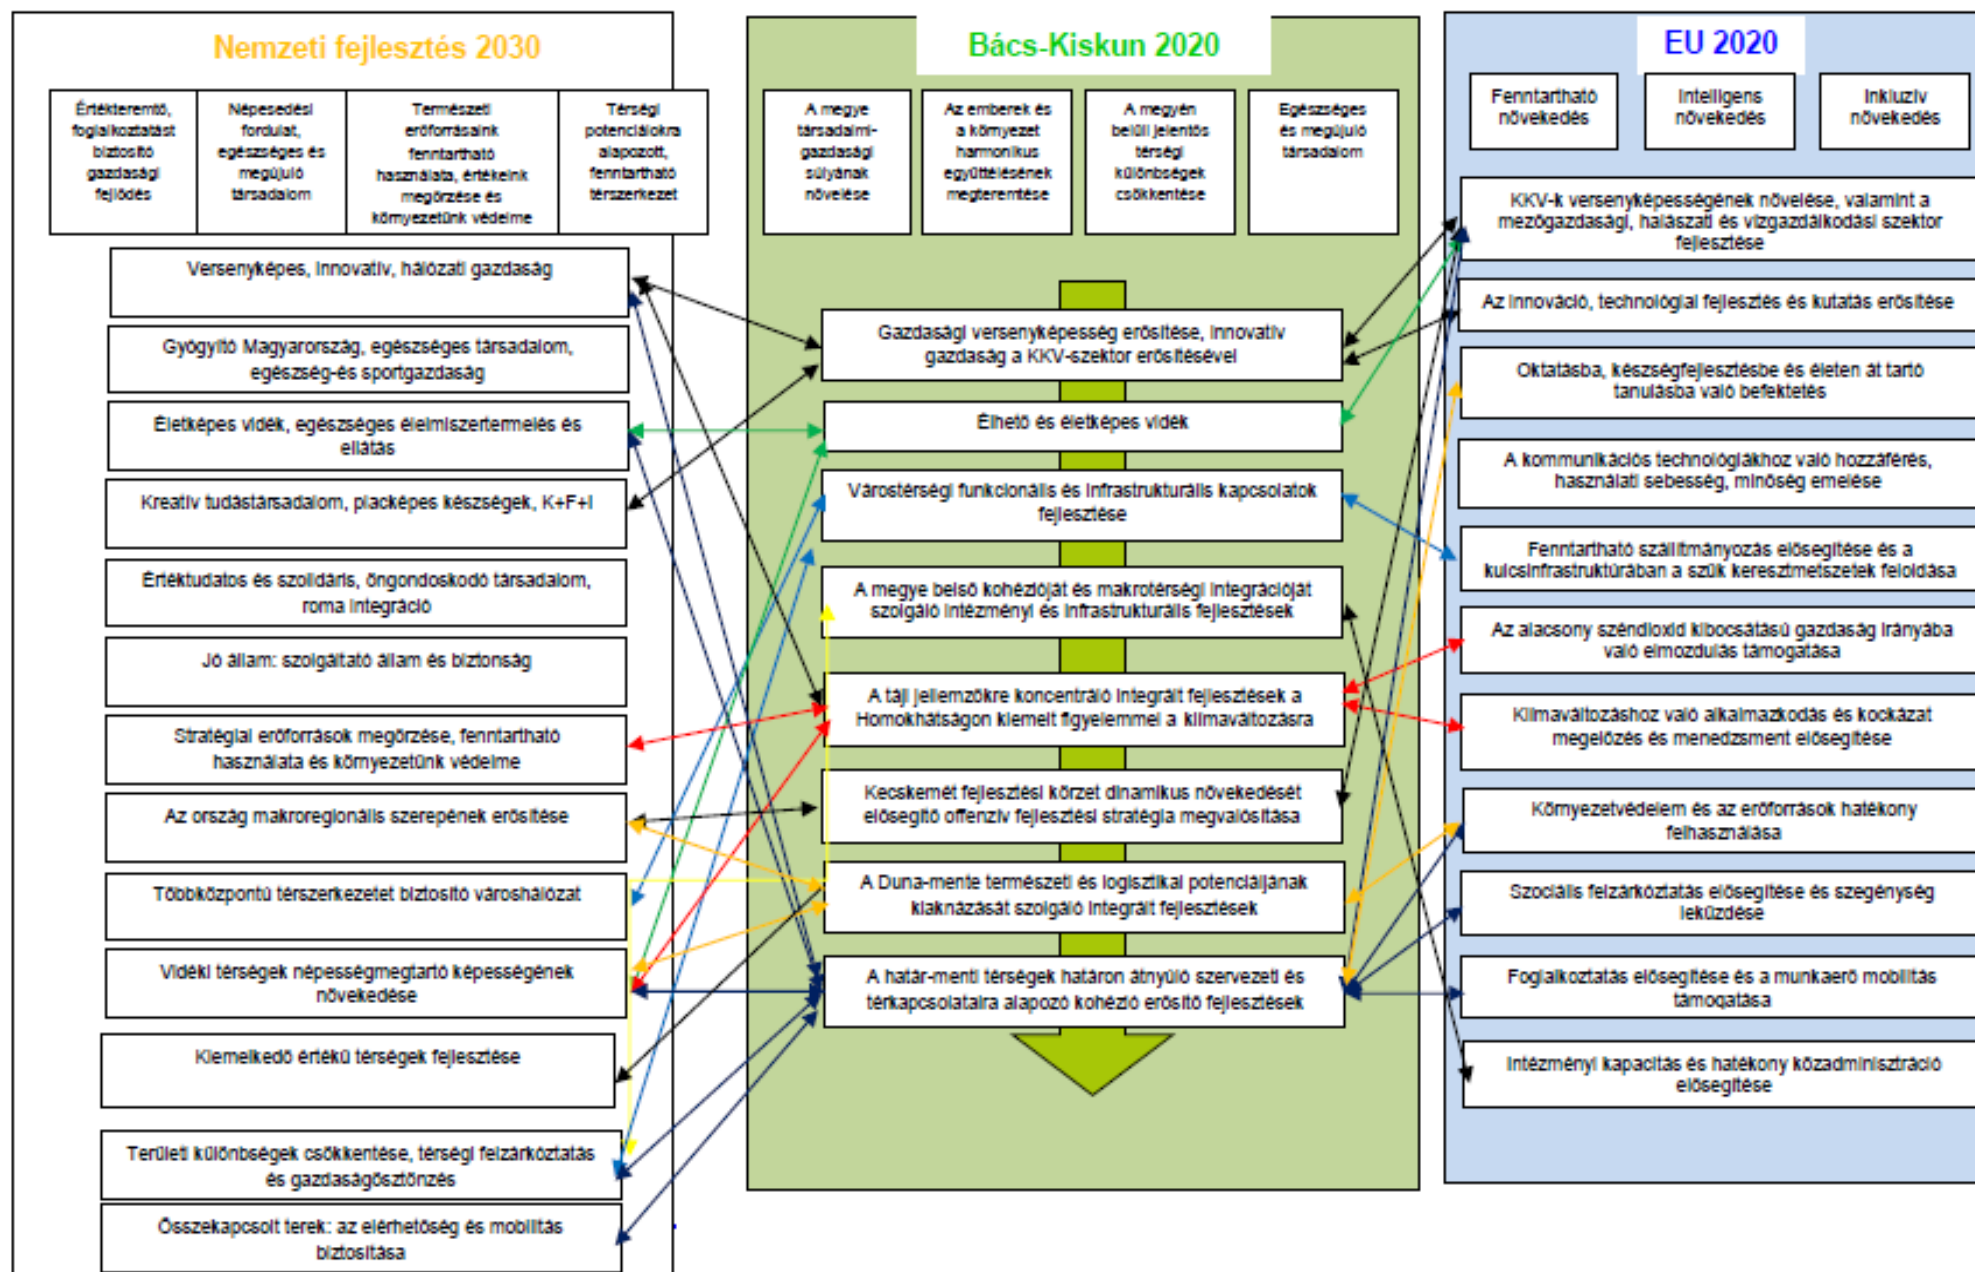 Nemzeti fejlesztés 2030
Értékteremtő,
foglalkoztatást
biztosító
gazdasági
fejlődés
Népesedési
fordulat,
egészséges és
megújuló
társadalom
Természeti
erőforrásaink
fenntartható
használata, értékeink
megőrzése és
környezetünk védelme
Térségi
potenciálokra
alapozott,
fenntartható
térszerkezet
Versenyképes, innovatív, hálózati gazdaság
Gyógyító Magyarország, egészséges társadalom,
egészség-és sportgazdaság
Életképes vidék, egészséges élelmiszertermelés és
ellátás
Kreatív tudástársadalom, piacképes készségek, K+F+I
Értéktudatos és szolidáris, öngondoskodó társadalom,
roma integráció
Jó állam: szolgáltató állam és biztonság
Stratégiai erőforrások megőrzése, fenntartható
használata és környezetünk védelme
Az ország makroregionális szerepének erősítése
Többközpontú térszerkezetet biztosító városhálózat
Vidéki térségek népességmegtartó képességének
növekedése
Kiemelkedő értékű térségek fejlesztése
Területi különbségek csökkentése, térségi felzárkóztatás
és gazdaságösztönzés
Összekapcsolt terek: az elérhetőség és mobilitás
biztosítása
Bács-Kiskun 2020
A megye
társadalmi-
gazdasági
súlyának
növelése
Az emberek és
a környezet
harmonikus
együttélésének
megteremtése
A megyén
belüli jelentős
térségi
különbségek
csökkentése
Egészséges
és megújuló
társadalom
Gazdasági versenyképesség erősítése, innovatív
gazdaság a KKV-szektor erősítésével
Élhető és életképes vidék
Várostérségi funkcionális és infrastrukturális kapcsolatok
fejlesztése
A megye belső kohézióját és makrotérségi integrációját
szolgáló intézményi és infrastrukturális fejlesztések
A táji jellemzőkre koncentráló integrált fejlesztések a
Homokhátságon kiemelt figyelemmel a klímaváltozásra
Kecskemét fejlesztési körzet dinamikus növekedését
elősegítő offenzív fejlesztési stratégia megvalósítása
A Duna-mente természeti és logisztikai potenciáljának
kiaknázását szolgáló integrált fejlesztések
A határ-menti térségek határon átnyúló szervezeti és
térkapcsolataira alapozó kohézió erősítő fejlesztések
EU 2020
Fenntartható
növekedés
Intelligens
növekedés
Inkluzív
növekedés
KKV-k versenyképességének növelése, valamint a
mezőgazdasági, halászati és vízgazdálkodási szektor
fejlesztése
Az innováció, technológiai fejlesztés és kutatás erősítése
Oktatásba, készségfejlesztésbe és életen át tartó
tanulásba való befektetés
A kommunikációs technológiákhoz való hozzáférés,
használati sebesség, minőség emelése
Fenntartható szállítmányozás elősegítése és a
kulcsinfrastruktúrában a szűk keresztmetszetek feloldása
Az alacsony széndioxid kibocsátású gazdaság irányába
való elmozdulás támogatása
Klímaváltozáshoz való alkalmazkodás és kockázat
megelőzés és menedzsment elősegítése
Környezetvédelem és az erőforrások hatékony
felhasználása
Szociális felzárkóztatás elősegítése és szegénység
leküzdése
Foglalkoztatás elősegítése és a munkaerő mobilitás
támogatása
Intézményi kapacitás és hatékony közadminisztráció
elősegítése